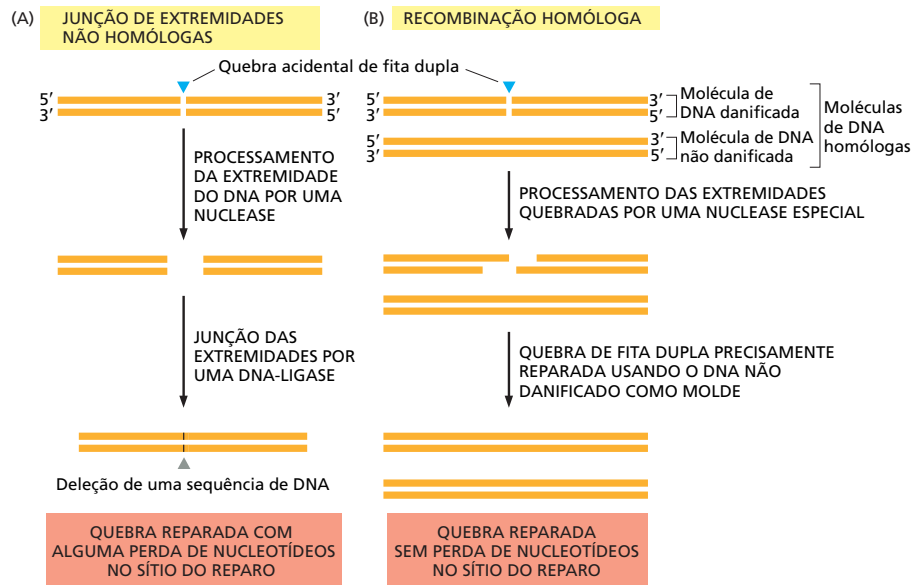 (A)
JUNÇÃO DE EXTREMIDADES
NÃO HOMÓLOGAS
(B)
RECOMBINAÇÃO HOMÓLOGA
Quebra acidental de fita dupla
5′
3′
3′
5′
5′
3′
3′
5′
Molécula de
DNA danificada
5′
3′
3′
5′
Molécula de DNA
não danificada
Moléculas
de DNA
homólogas
PROCESSAMENTO
DA EXTREMIDADE
DO DNA POR UMA
NUCLEASE
PROCESSAMENTO DAS EXTREMIDADES
QUEBRADAS POR UMA NUCLEASE ESPECIAL
JUNÇÃO DAS
EXTREMIDADES POR
UMA DNA-LIGASE
QUEBRA DE FITA DUPLA PRECISAMENTE
REPARADA USANDO O DNA NÃO
DANIFICADO COMO MOLDE
Deleção de uma sequência de DNA
QUEBRA REPARADA COM
ALGUMA PERDA DE NUCLEOTÍDEOS
NO SÍTIO DO REPARO
QUEBRA REPARADA
SEM PERDA DE NUCLEOTÍDEOS
NO SÍTIO DO REPARO